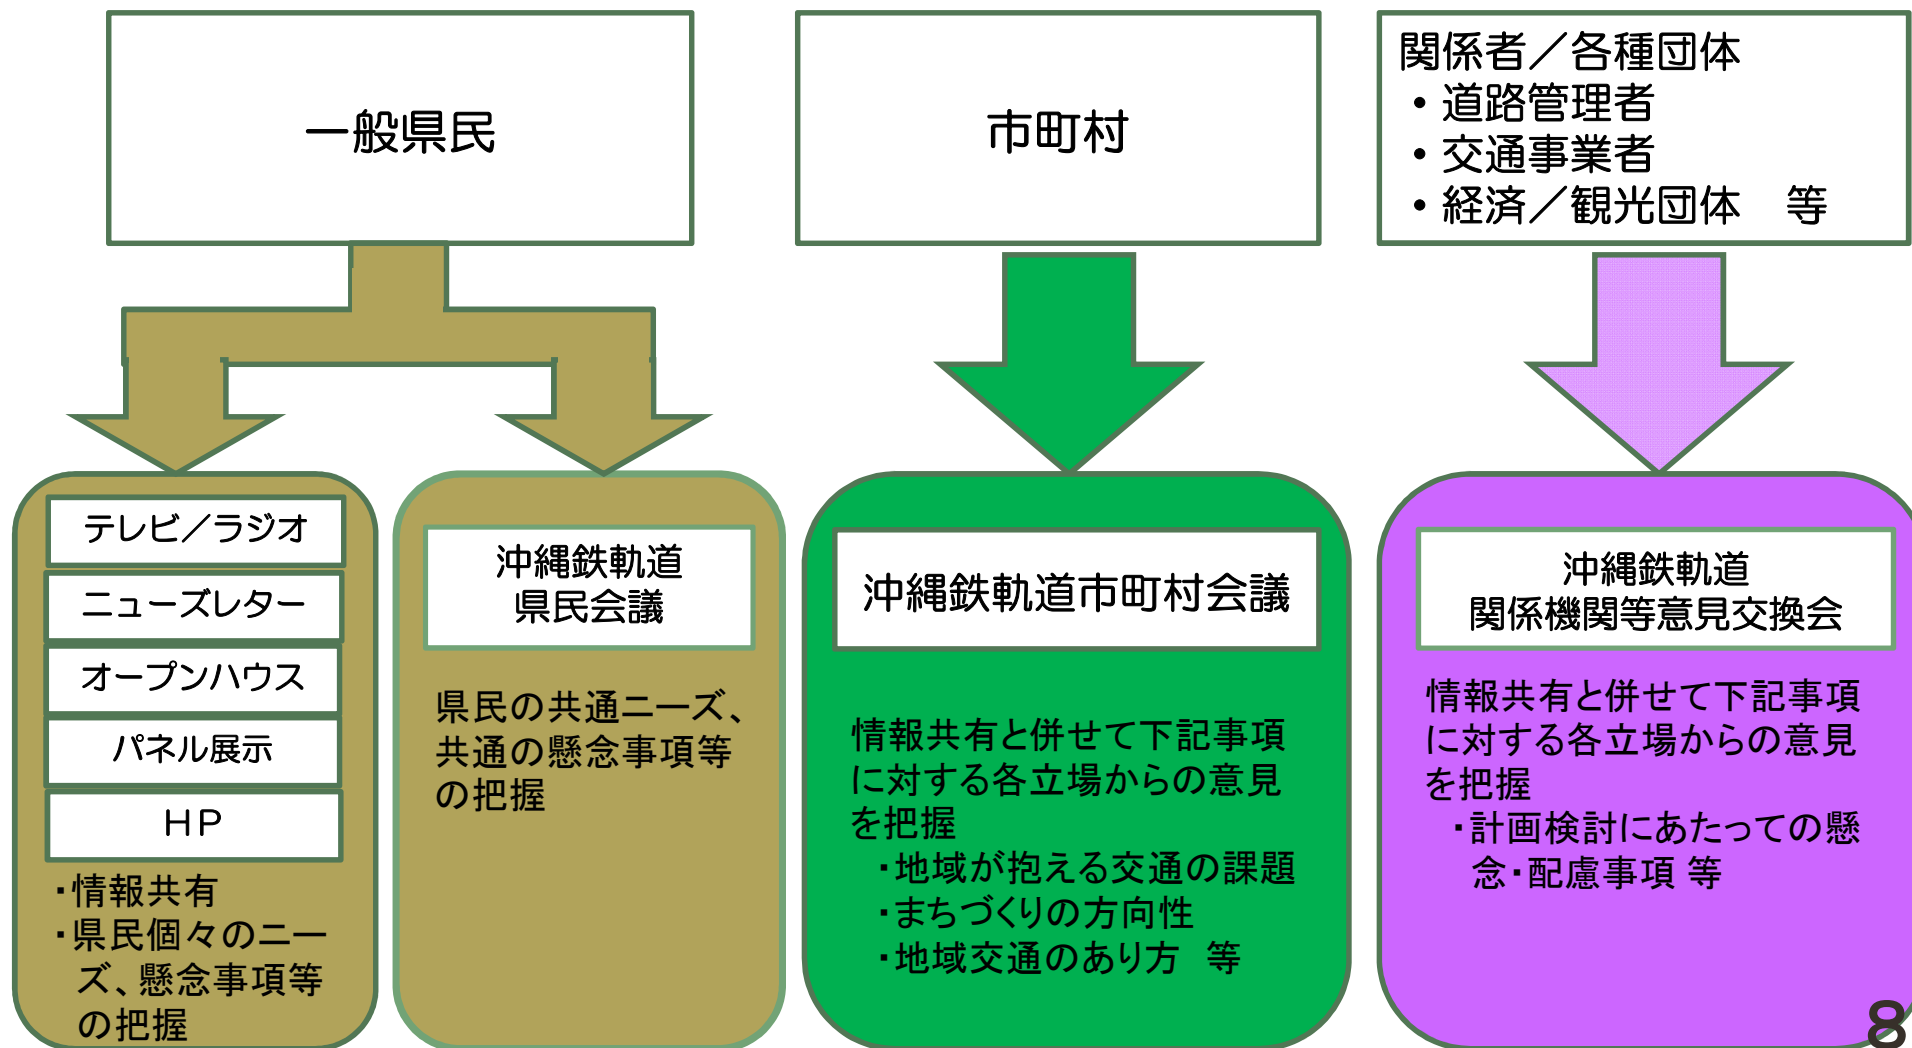 一般県民
市町村
関係者／各種団体
・道路管理者
・交通事業者
・経済／観光団体　等
テレビ／ラジオ
ニューズレター
オープンハウス
パネル展示
ＨＰ
・情報共有
・県民個々のニー
ズ、懸念事項等
の把握
沖縄鉄軌道
県民会議
県民の共通ニーズ、
共通の懸念事項等
の把握
沖縄鉄軌道市町村会議
情報共有と併せて下記事項
に対する各立場からの意見
を把握
・地域が抱える交通の課題
・まちづくりの方向性
・地域交通のあり方　等
沖縄鉄軌道
関係機関等意見交換会
情報共有と併せて下記事項
に対する各立場からの意見
を把握
・計画検討にあたっての懸
念・配慮事項 等
8